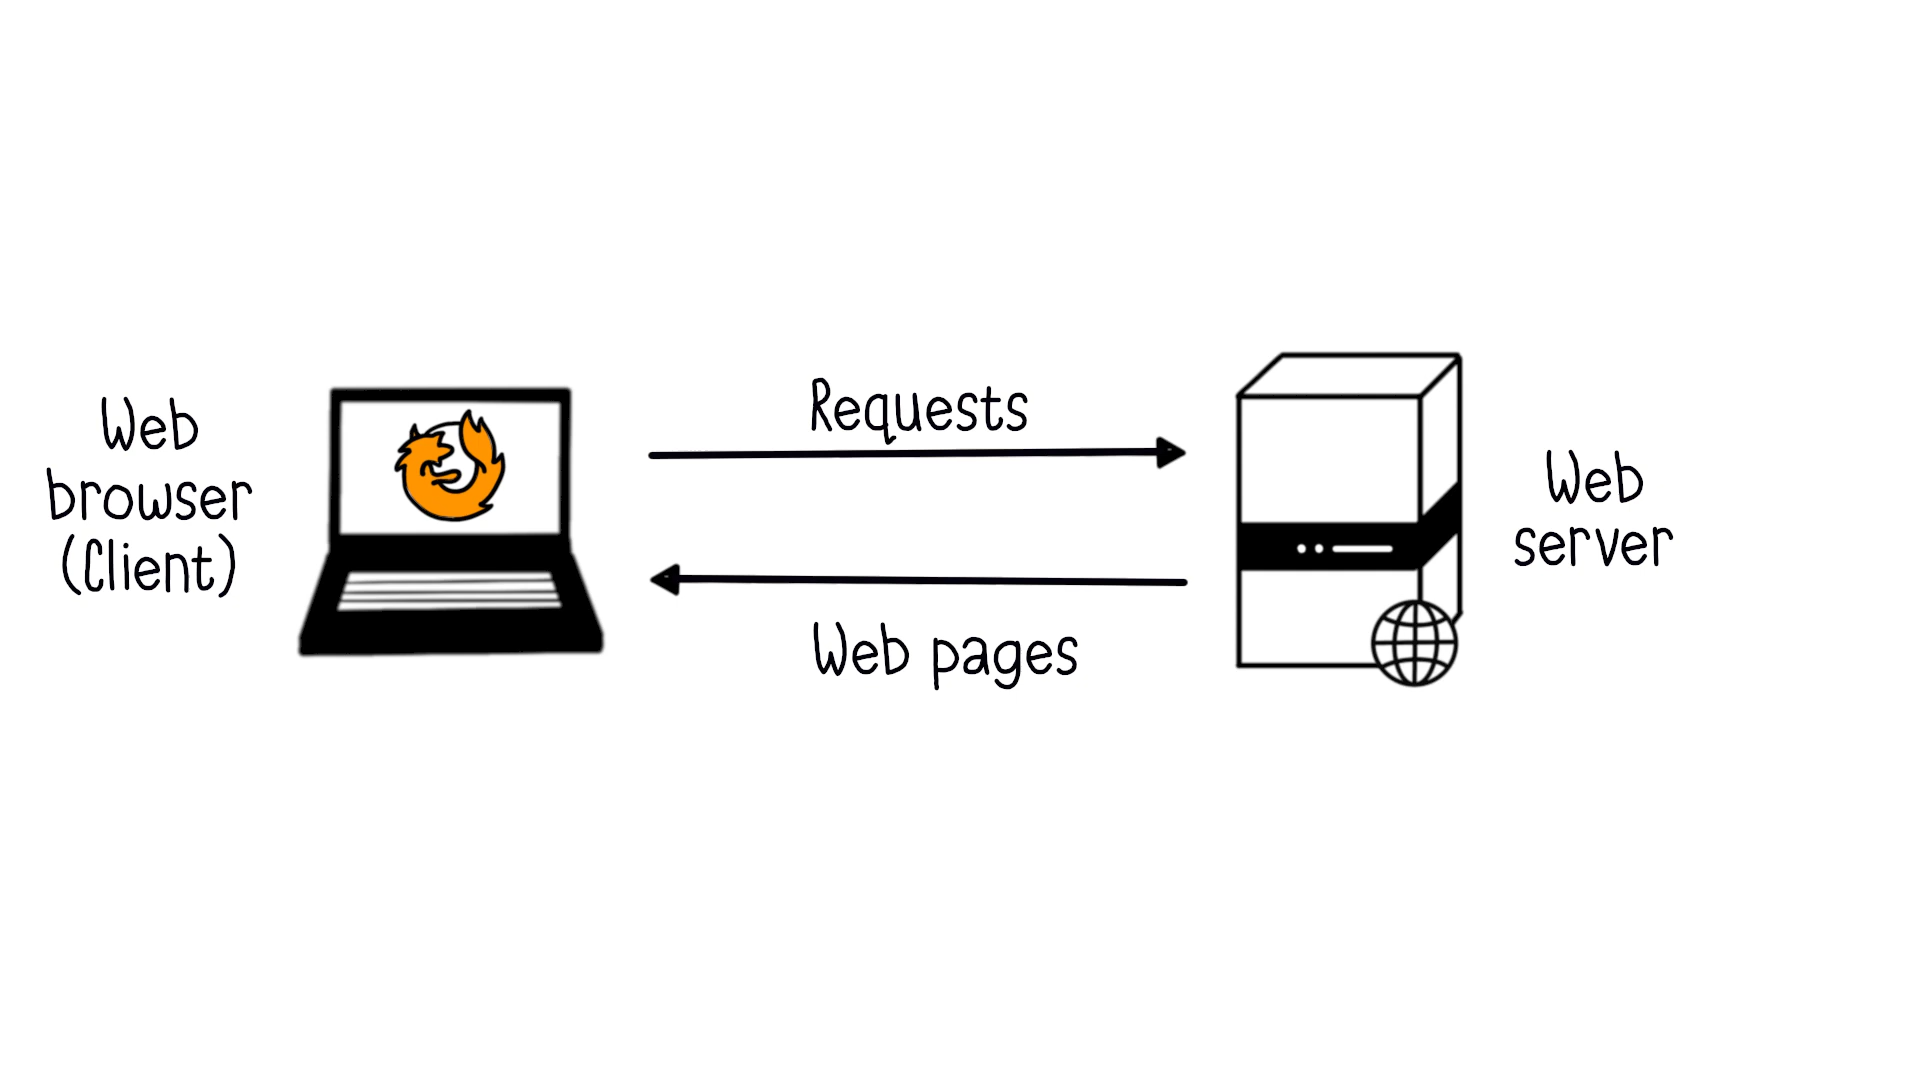 Web
browser
(Client)
Requests
Web pages
Web
server